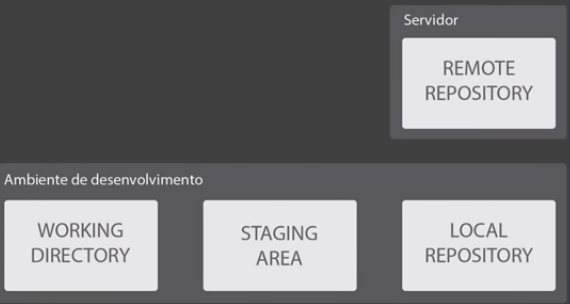 Servidor
REMOTE
REPOSITORY
Ambiente de desenvolvimento
WORKING
DIRECTORY
STAGING
AREA
LOCAL
REPOSITORY